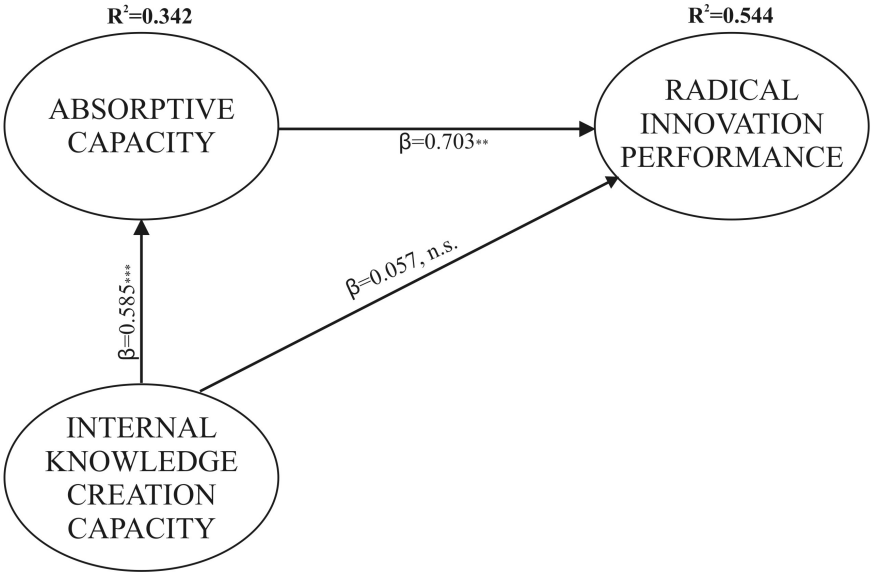 R²=0.342
ABSORPTIVE
CAPACITY
R²=0.544
RADICAL
INNOVATION
PERFORMANCE
β=0.703**
β=0.057, n.s.
β=0.585***
INTERNAL
KNOWLEDGE
CREATION
CAPACITY